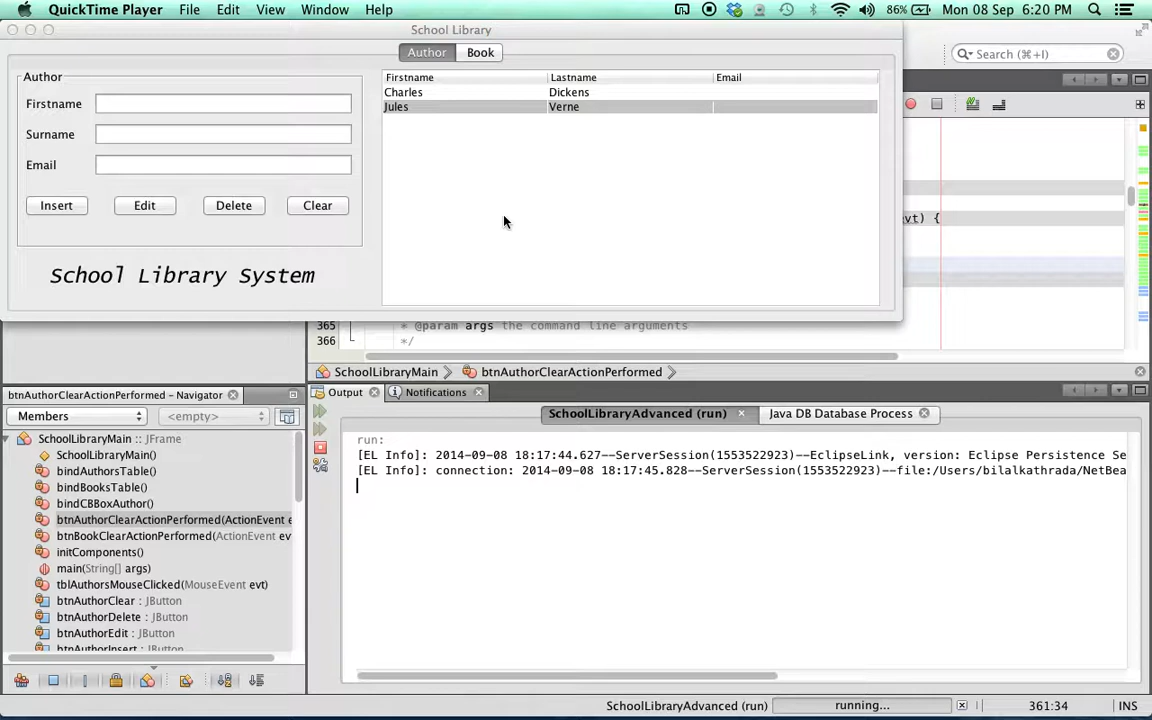 QuickTime Player File Edit View Window Help 86% Mon 08 Sep 6:20 PM
School Library
Author Book
Search (⌘+I)
Author
Firstname
Surname
Email
Insert Edit Delete Clear
School Library System
Firstname Lastname Email
Charles Dickens
Jules Verne
evt) {
365 * @param args the command line arguments
366 */
SchoolLibraryMain btnAuthorClearActionPerformed
btnAuthorClearActionPerformed - Navigator
Members <empty>
SchoolLibraryMain :: JFrame
SchoolLibraryMain()
bindAuthorsTable()
bindBooksTable()
bindCBBoxAuthor()
btnAuthorClearActionPerformed(ActionEvent e
btnBookClearActionPerformed(ActionEvent ev
initComponents()
main(String[] args)
tblAuthorsMouseClicked(MouseEvent evt)
btnAuthorClear : JButton
btnAuthorDelete : JButton
btnAuthorEdit : JButton
btnAuthorInsert : JButton
Output Notifications
SchoolLibraryAdvanced (run) Java DB Database Process
run:
[EL Info]: 2014-09-08 18:17:44.627--ServerSession(1553522923)--EclipseLink, version: Eclipse Persistence Se
[EL Info]: connection: 2014-09-08 18:17:45.828--ServerSession(1553522923)--file:/Users/bilalkathrada/NetBea
SchoolLibraryAdvanced (run) running... 361:34 INS